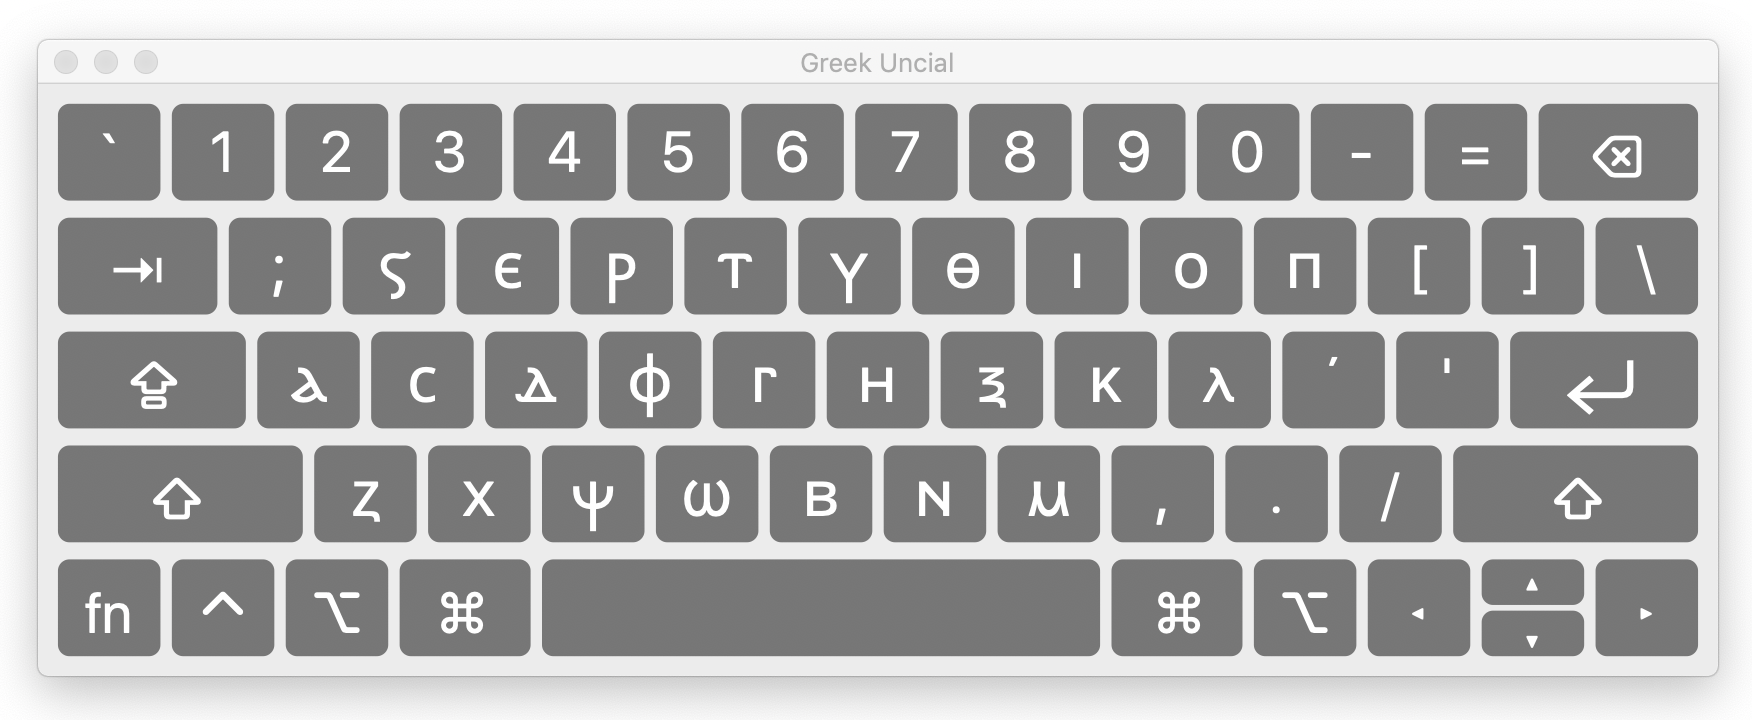 Greek Uncial
` 1 2 3 4 5 6 7 8 9 0 - =
; ϛ ⲉ ⲣ ⲧ ⲩ ⲑ ⲓ ⲟ ⲡ [ ] \
ⲁ ⲥ ⲇ ⲫ ⲅ ⲏ ⲝ ⲕ ⲗ ´ '
ⲍ ⲭ ⲯ ⲱ ⲃ ⲛ ⲙ , . /
fn ^ ⌥ ⌘ ⌘ ⌥